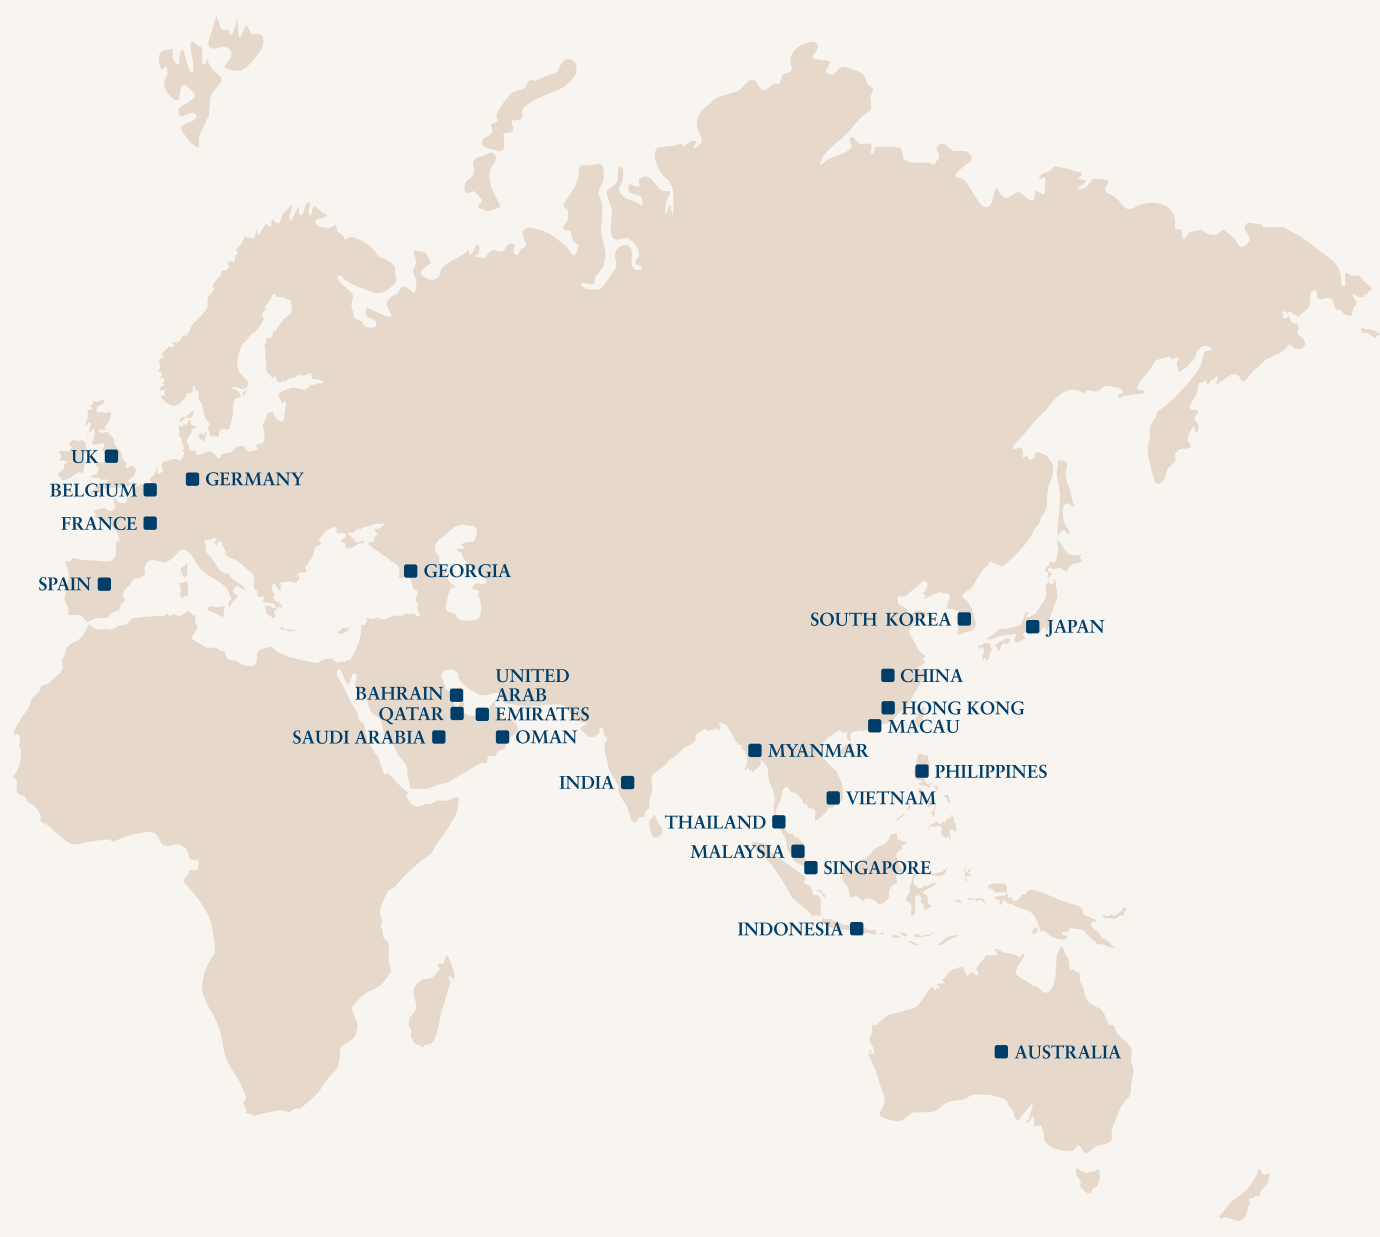 UK
GERMANY
BELGIUM
FRANCE
GEORGIA
SPAIN
SOUTH KOREA
JAPAN
UNITED
ARAB
EMIRATES
CHINA
BAHRAIN
HONG KONG
QATAR
MACAU
SAUDI ARABIA
OMAN
MYANMAR
PHILIPPINES
INDIA
VIETNAM
THAILAND
MALAYSIA
SINGAPORE
INDONESIA
AUSTRALIA